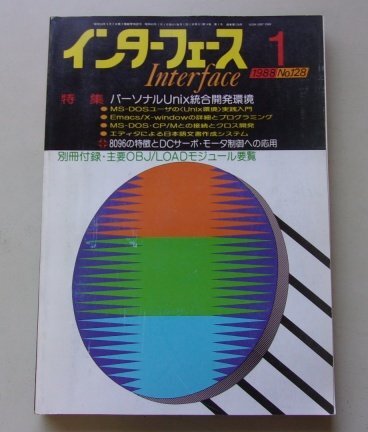 インターフェース
Interface
1
1988/No.128
特集 パーソナルUnix統合開発環境
●MS-DOSユーザの〈Unix環境〉実践入門
●Emacs/X-windowの詳細とプログラミング
●MS-DOS・CP/Mとの接続とクロス開発
●エディタによる日本語文書作成システム
8096の特徴とDCサーボ・モータ制御への応用
別冊付録・主要OBJ/LOADモジュール要覧